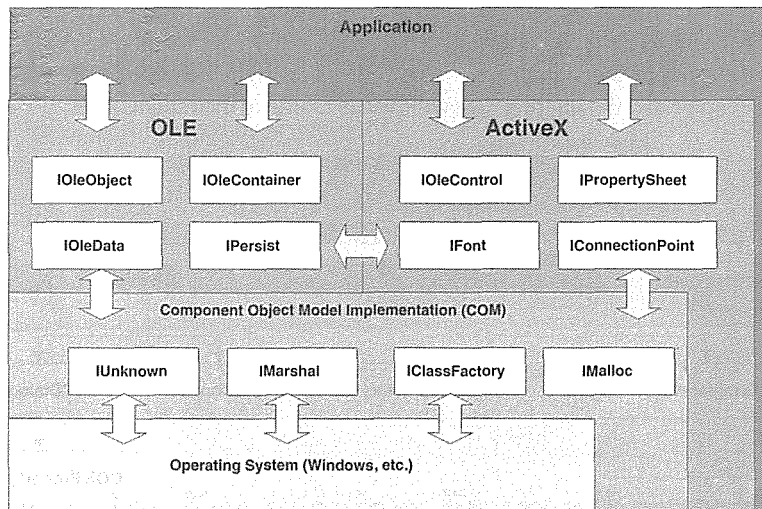 Application
OLE
ActiveX
IOleObject
IOleContainer
IOleControl
IPropertySheet
IOleData
IPersist
IFont
IConnectionPoint
Component Object Model Implementation (COM)
IUnknown
IMarshal
IClassFactory
IMalloc
Operating System (Windows, etc.)